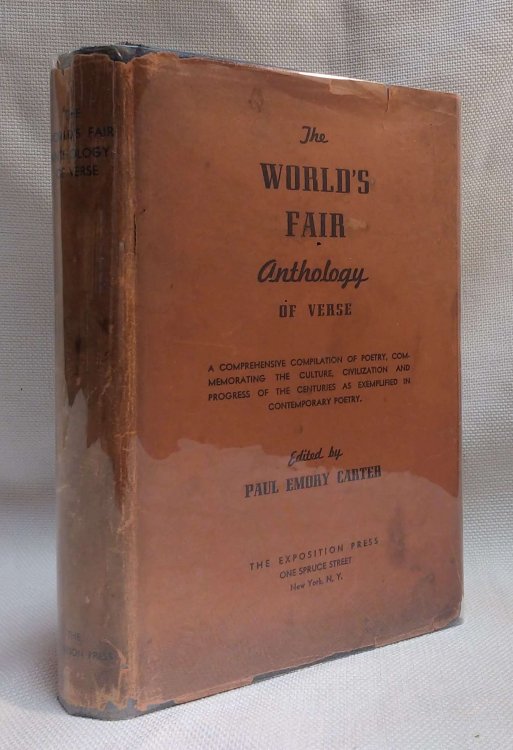 The
WORLD'S
FAIR
Anthology
OF VERSE
A COMPREHENSIVE COMPILATION OF POETRY, COM-
MEMORATING THE CULTURE, CIVILIZATION AND
PROGRESS OF THE CENTURIES AS EXEMPLIFIED IN
CONTEMPORARY POETRY.
Edited by
PAUL EMORY CARTER
THE EXPOSITION PRESS
ONE SPRUCE STREET
New York, N. Y.
THE
FAIR
OF VERSE
THE
PRESS